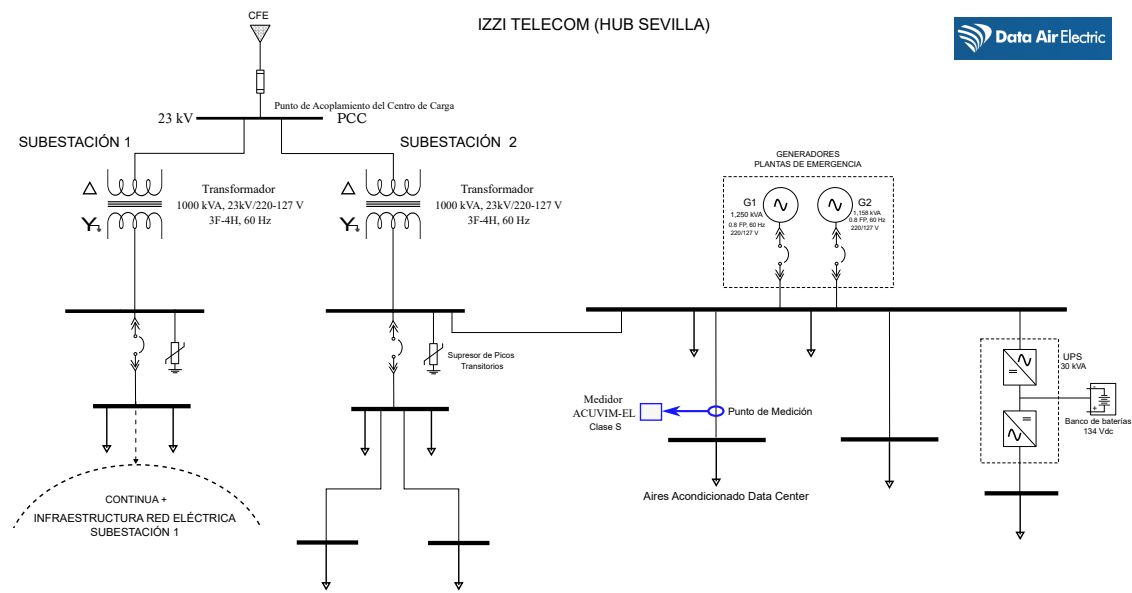 CFE
IZZI TELECOM (HUB SEVILLA)
Data Air Electric
Punto de Acoplamiento del Centro de Carga
23 kV
PCC
SUBESTACIÓN 1
SUBESTACIÓN 2
Transformador
1000 kVA, 23kV/220-127 V
3F-4H, 60 Hz
Transformador
1000 kVA, 23kV/220-127 V
3F-4H, 60 Hz
GENERADORES
PLANTAS DE EMERGENCIA
G1
1,250 kVA
0.8 FP, 60 Hz
220/127 V
G2
1,158 kVA
0.8 FP, 60 Hz
220/127 V
Supresor de Picos
Transitorios
UPS
30 kVA
Medidor
ACUVIM-EL
Clase S
Punto de Medición
-
+
Banco de baterías
134 Vdc
Aires Acondicionado Data Center
CONTINUA +
INFRAESTRUCTURA RED ELÉCTRICA
SUBESTACIÓN 1